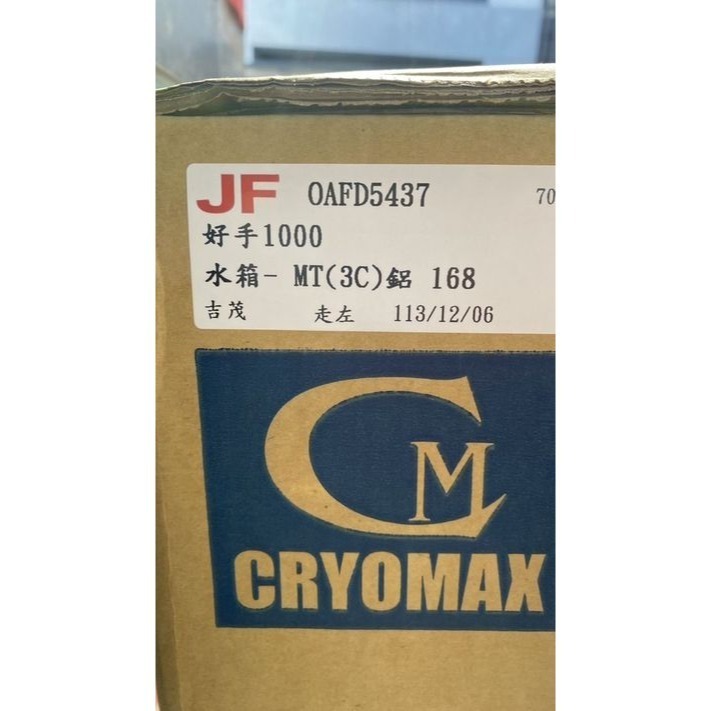 JF OAFD5437 70
好手1000
水箱- MT(3C)鋁 168
吉茂 走左 113/12/06
CM
CRYOMAX